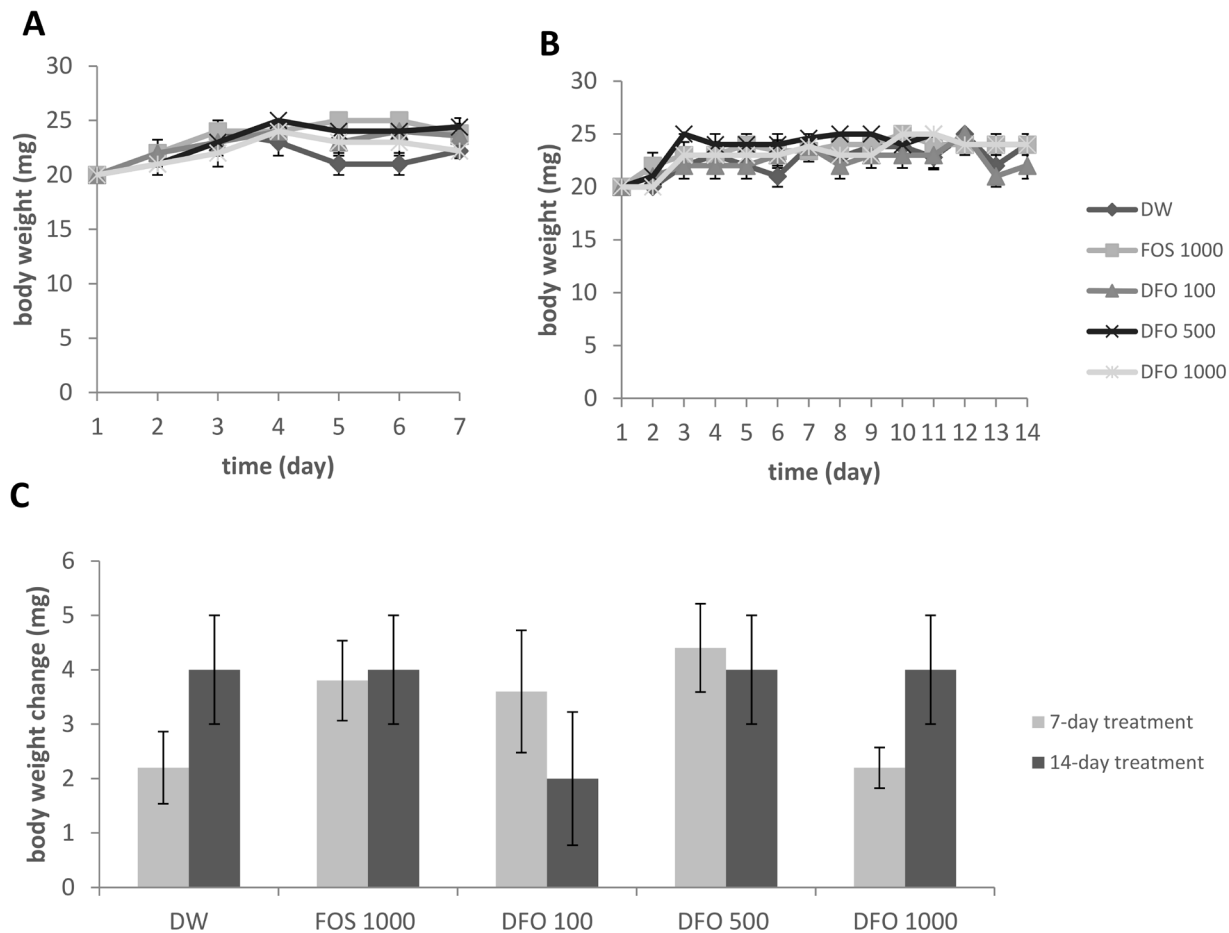 A
body weight (mg)
30
25
20
15
10
5
0
1 2 3 4 5 6 7
time (day)
B
body weight (mg)
30
25
20
15
10
5
0
1 2 3 4 5 6 7 8 9 10 11 12 13 14
time (day)
DW
FOS 1000
DFO 100
DFO 500
DFO 1000
C
body weight change (mg)
6
5
4
3
2
1
0
DW FOS 1000 DFO 100 DFO 500 DFO 1000
7-day treatment
14-day treatment